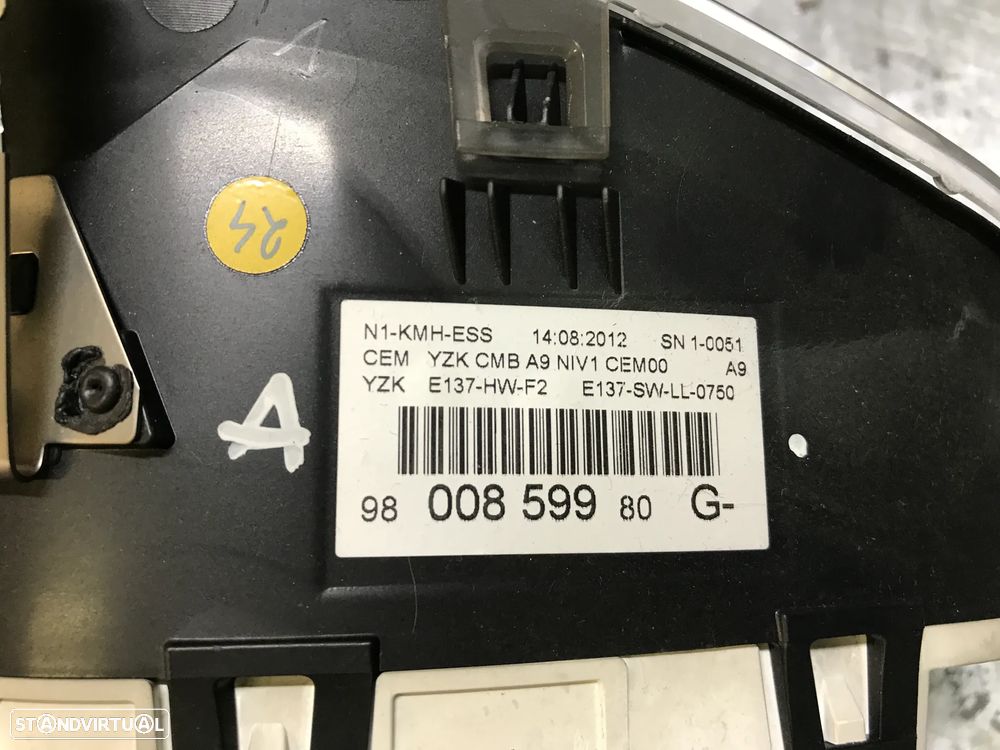 24
N1-KMH-ESS 14:08:2012 SN 1-0051
CEM YZK CMB A9 NIV1 CEM00 A9
YZK E137-HW-F2 E137-SW-LL-0750
A
98 008 599 80 G-
STANDVIRTUAL